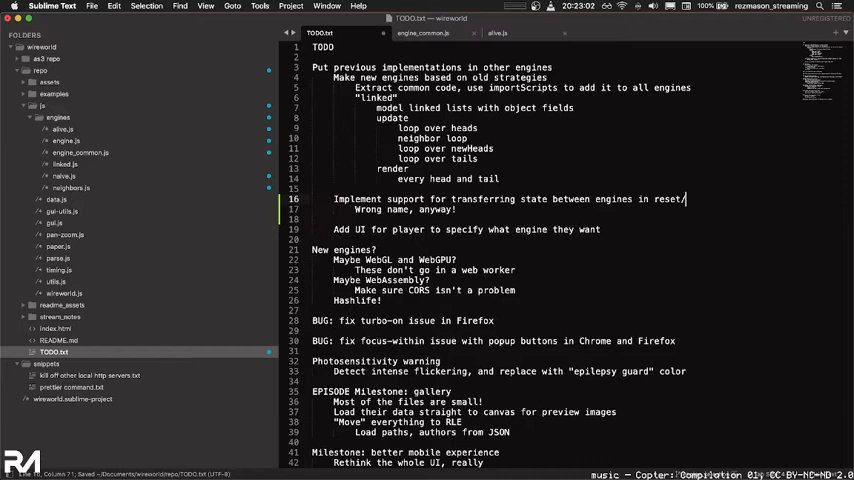 Sublime Text File Edit Selection Find View Goto Tools Project Window Help 100% 20:23:02 rezmason_streaming
TODO.txt — wireworld
UNREGISTERED
FOLDERS
wireworld
as3 repo
repo
assets
examples
js
engines
alive.js
engine.js
engine_common.js
linked.js
naive.js
neighbors.js
data.js
gui-utils.js
gui.js
pan-zoom.js
paper.js
parse.js
timing.js
utils.js
wireworld.js
readme_assets
stream_notes
index.html
README.md
TODO.txt
snippets
kill off other local http servers.txt
prettier command.txt
wireworld.sublime-project
TODO.txt engine_common.js alive.js
1 TODO
2
3 Put previous implementations in other engines
4 Make new engines based on old strategies
5 Extract common code, use importScripts to add it to all engines
6 "linked"
7 model linked lists with object fields
8 update
9 loop over heads
10 neighbor loop
11 loop over newHeads
12 loop over tails
13 render
14 every head and tail
15
16 Implement support for transferring state between engines in reset/
17 Wrong name, anyway!
18
19 Add UI for player to specify what engine they want
20
21 New engines?
22 Maybe WebGL and WebGPU?
23 These don't go in a web worker
24 Maybe WebAssembly?
25 Make sure CORS isn't a problem
26 Hashlife!
27
28 BUG: fix turbo-on issue in Firefox
29
30 BUG: fix focus-within issue with popup buttons in Chrome and Firefox
31
32 Photosensitivity warning
33 Detect intense flickering, and replace with "epilepsy guard" color
34
35 EPISODE Milestone: gallery
36 Most of the files are small!
37 Load their data straight to canvas for preview images
38 "Move" everything to RLE
39 Load paths, authors from JSON
40
41 Milestone: better mobile experience
42 Rethink the whole UI, really
RM
Column 71; Saved ~/Documents/wireworld/repo/TODO.txt (UTF-8)
music – Copter: Compilation 01, CC BY-NC-ND 2.0